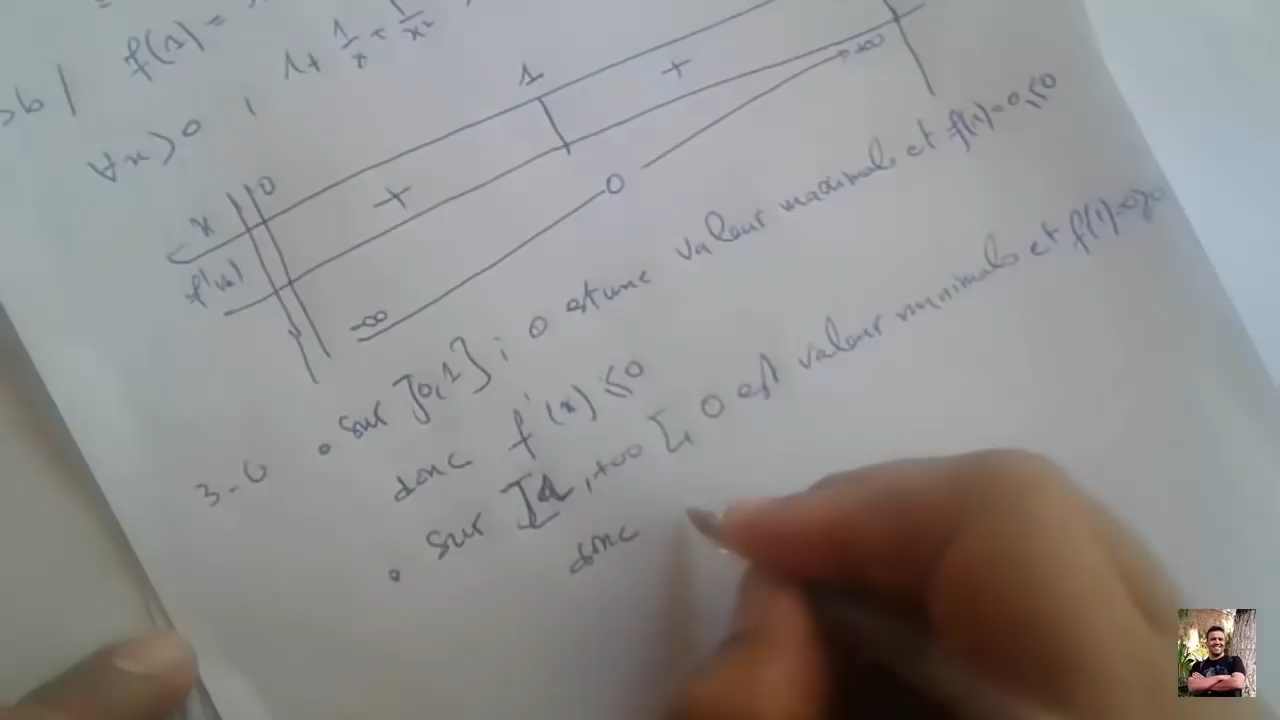 f(x) =
3b |
∀x>0 ; 1+ 1/x + 1/x²
x 0 1
f'(x) + +
-∞ 0 +∞
3-c • sur ]0,1] ; 0 est une valeur maximale et f(1)=0 ≤0
donc f(x) ≤0
• sur [1,+∞[, 0 est valeur minimale et f(1)=0≥0
donc